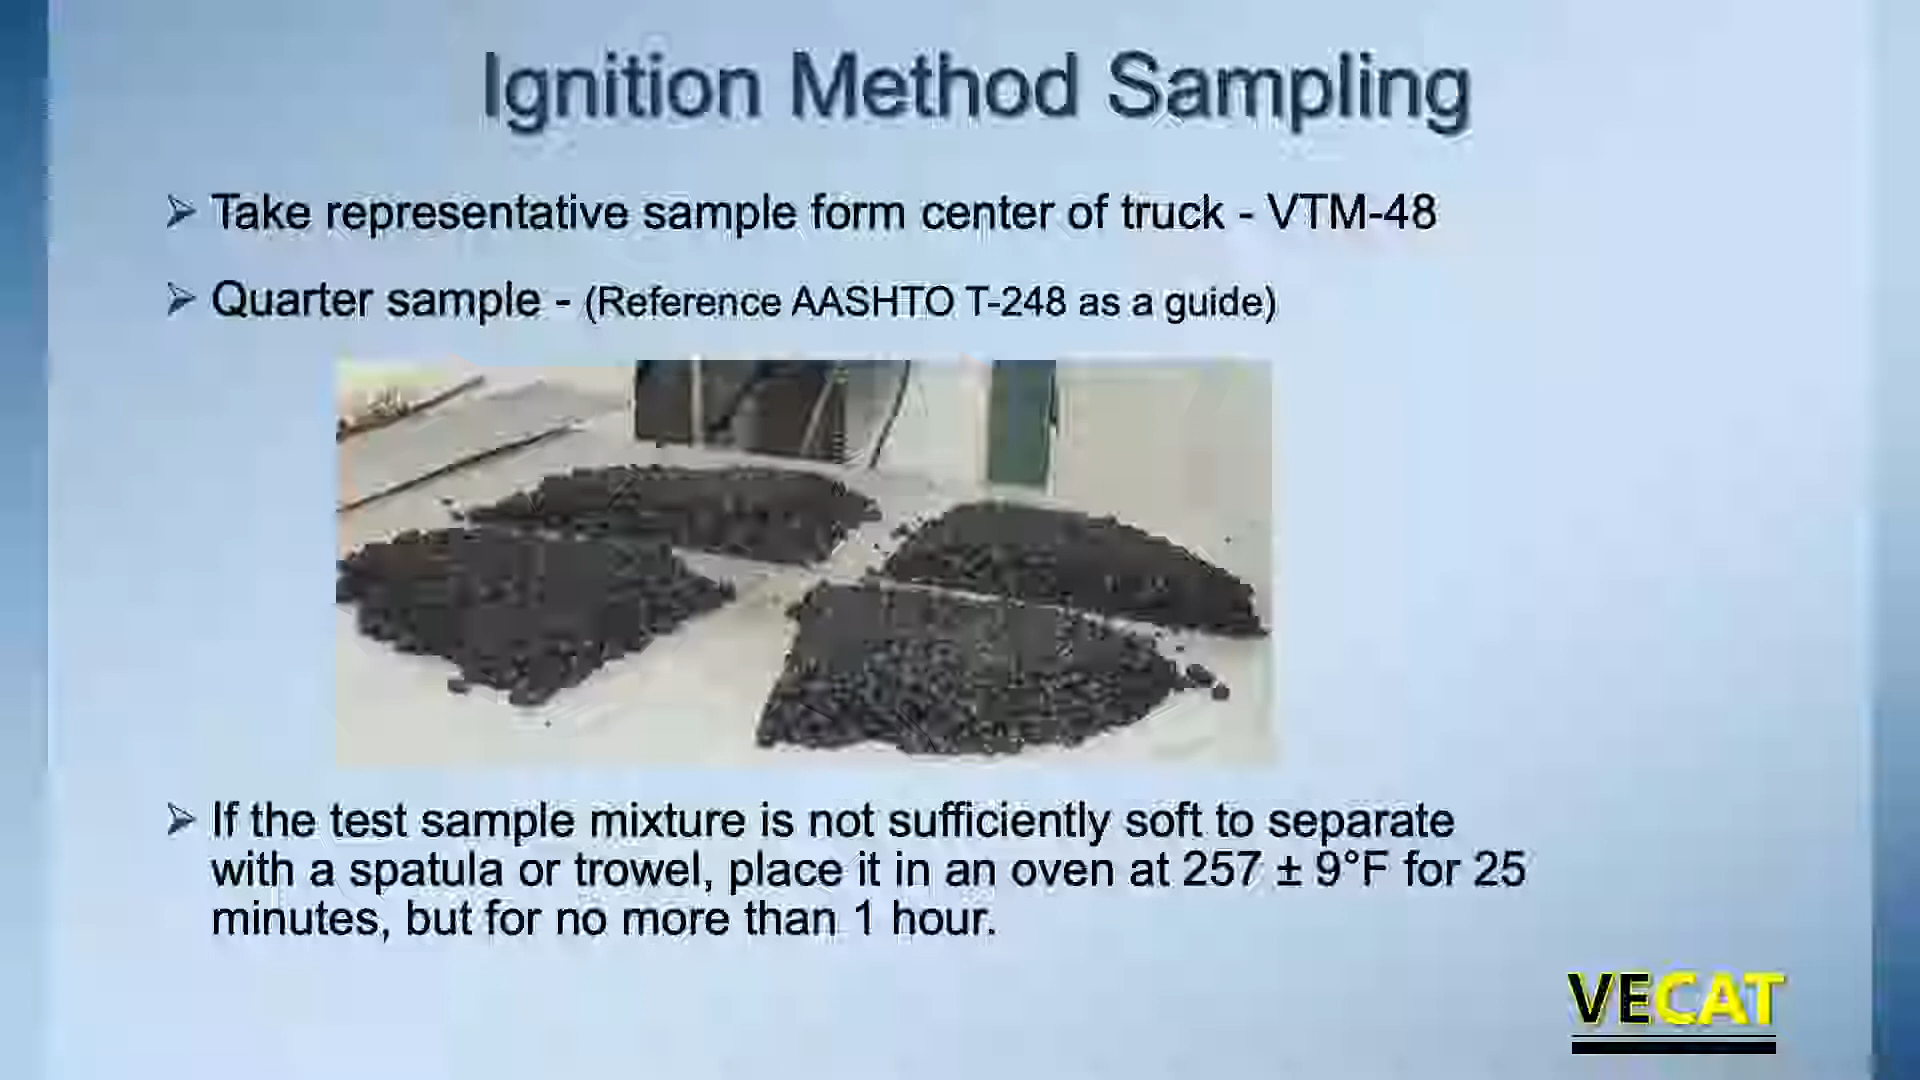 Ignition Method Sampling
Take representative sample form center of truck - VTM-48
Quarter sample - (Reference AASHTO T-248 as a guide)
If the test sample mixture is not sufficiently soft to separate
with a spatula or trowel, place it in an oven at 257 ± 9°F for 25
minutes, but for no more than 1 hour.
VECAT